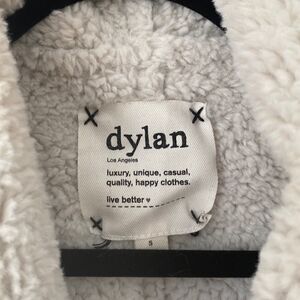 dylan
Los Angeles
luxury, unique, casual,
quality, happy clothes.
live better ♥
S